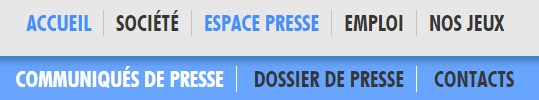 ACCUEIL SOCIÉTÉ ESPACE PRESSE EMPLOI NOS JEUX
COMMUNIQUÉS DE PRESSE DOSSIER DE PRESSE CONTACTS